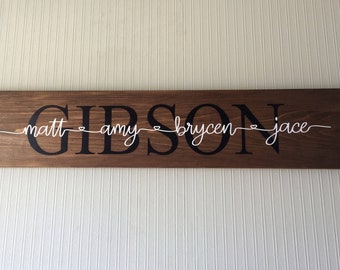 GIBSON
matt ♡ amy ♡ brycen ♡ jace